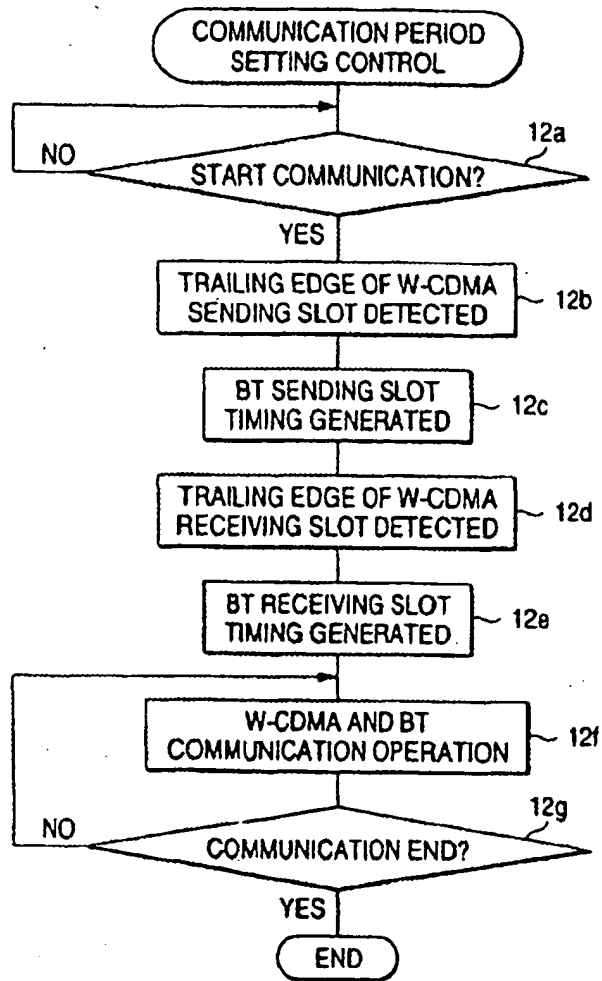 COMMUNICATION PERIOD
SETTING CONTROL
12a
NO
START COMMUNICATION?
YES
TRAILING EDGE OF W-CDMA
SENDING SLOT DETECTED
12b
BT SENDING SLOT
TIMING GENERATED
12c
TRAILING EDGE OF W-CDMA
RECEIVING SLOT DETECTED
12d
BT RECEIVING SLOT
TIMING GENERATED
12e
W-CDMA AND BT
COMMUNICATION OPERATION
12f
12g
NO
COMMUNICATION END?
YES
END